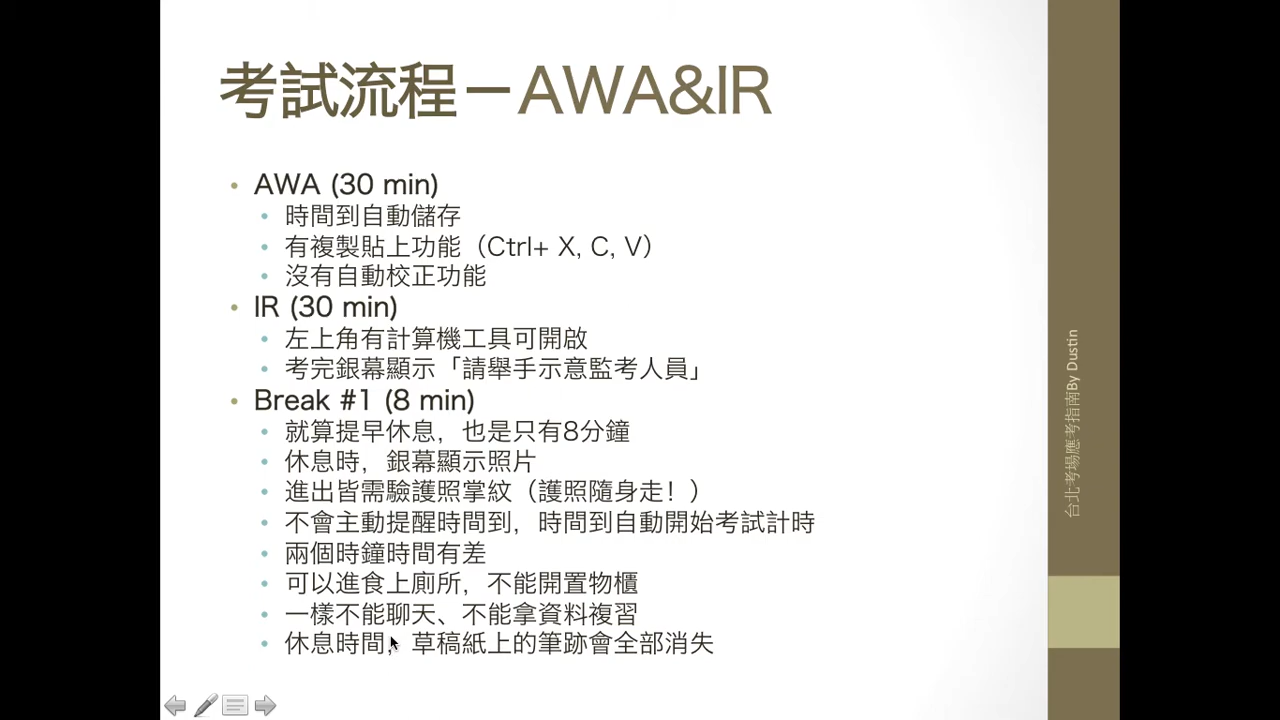 考試流程－AWA&IR
AWA (30 min)
時間到自動儲存
有複製貼上功能（Ctrl+ X, C, V）
沒有自動校正功能
IR (30 min)
左上角有計算機工具可開啟
考完銀幕顯示「請舉手示意監考人員」
Break #1 (8 min)
就算提早休息，也是只有8分鐘
休息時，銀幕顯示照片
進出皆需驗護照掌紋（護照隨身走！）
不會主動提醒時間到，時間到自動開始考試計時
兩個時鐘時間有差
可以進食上廁所，不能開置物櫃
一樣不能聊天、不能拿資料複習
休息時間，草稿紙上的筆跡會全部消失
台北考場應考指南By Dustin